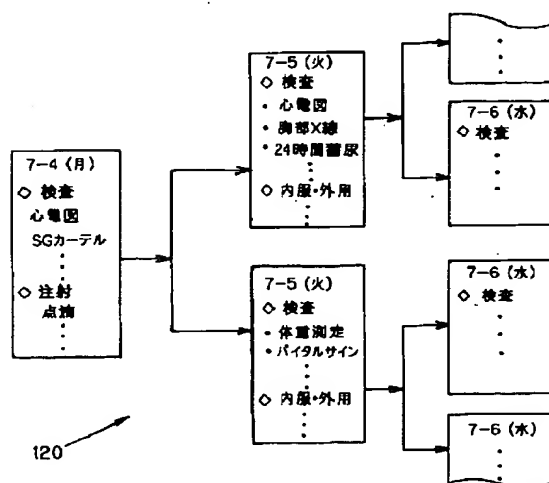 7-4 (月)
◇ 検査
心電図
SGカーテル
◇ 注射
点滴
7-5 (火)
◇ 検査
・ 心電図
・ 胸部X線
・ 24時間蓄尿
◇ 内服・外用
7-5 (火)
◇ 検査
・ 体重測定
・ バイタルサイン
◇ 内服・外用
7-6 (水)
◇ 検査
7-6 (水)
◇ 検査
7-6 (水)
120